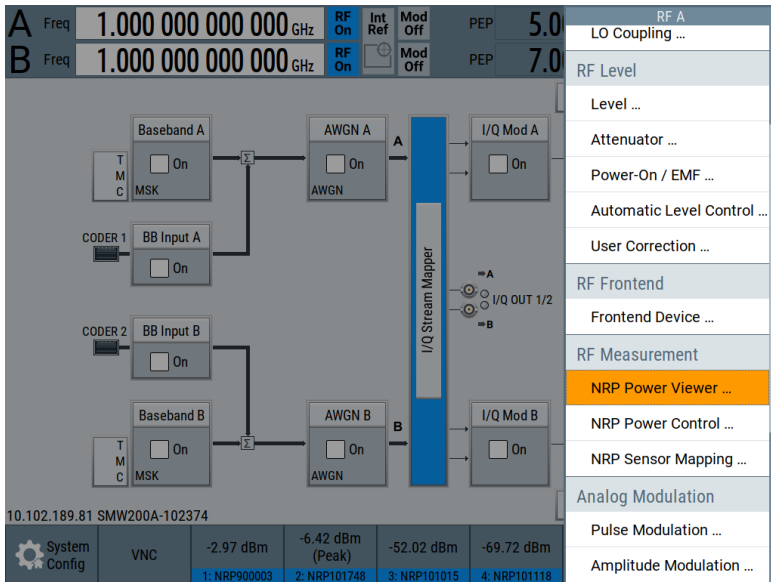 A Freq 1.000 000 000 000 GHz RF On Int Ref Mod Off PEP 5.0
B Freq 1.000 000 000 000 GHz RF On Mod Off PEP 7.0
Baseband A
On
T
M
C
MSK
Σ
AWGN A
On
AWGN
A
I/Q Mod A
On
CODER 1
BB Input A
On
I/Q Stream Mapper
A
I/Q OUT 1/2
B
CODER 2
BB Input B
On
Baseband B
On
T
M
C
MSK
Σ
AWGN B
On
AWGN
B
I/Q Mod B
On
10.102.189.81 SMW200A-102374
System
Config
VNC
-2.97 dBm
1: NRP900003
-6.42 dBm
(Peak)
2: NRP101748
-52.02 dBm
3: NRP101015
-69.72 dBm
4: NRP101118
RF A
LO Coupling ...
RF Level
Level ...
Attenuator ...
Power-On / EMF ...
Automatic Level Control ...
User Correction ...
RF Frontend
Frontend Device ...
RF Measurement
NRP Power Viewer ...
NRP Power Control ...
NRP Sensor Mapping ...
Analog Modulation
Pulse Modulation ...
Amplitude Modulation ...